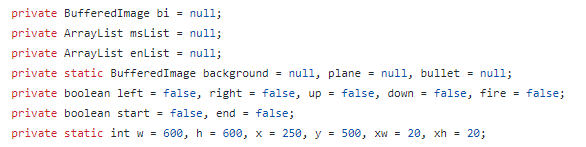 private BufferedImage bi = null;
private ArrayList msList = null;
private ArrayList enList = null;
private static BufferedImage background = null, plane = null, bullet = null;
private boolean left = false, right = false, up = false, down = false, fire = false;
private boolean start = false, end = false;
private static int w = 600, h = 600, x = 250, y = 500, xw = 20, xh = 20;